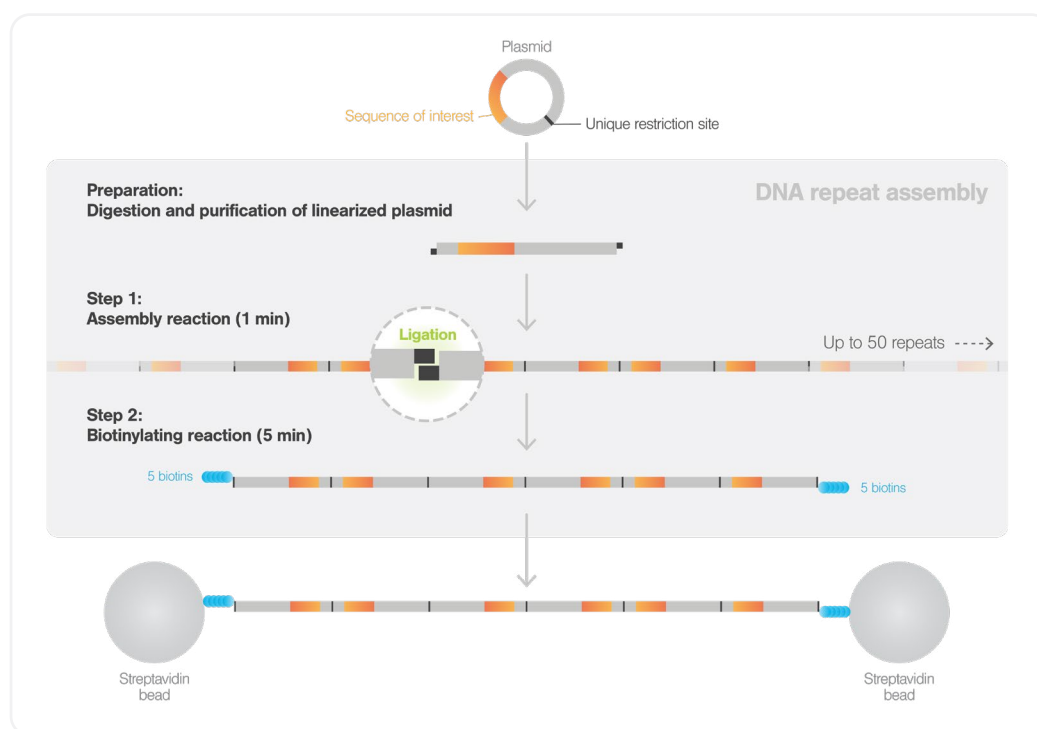 Plasmid
Sequence of interest
Unique restriction site
Preparation:
Digestion and purification of linearized plasmid
DNA repeat assembly
Step 1:
Assembly reaction (1 min)
Ligation
Up to 50 repeats
Step 2:
Biotinylating reaction (5 min)
5 biotins
5 biotins
Streptavidin
bead
Streptavidin
bead